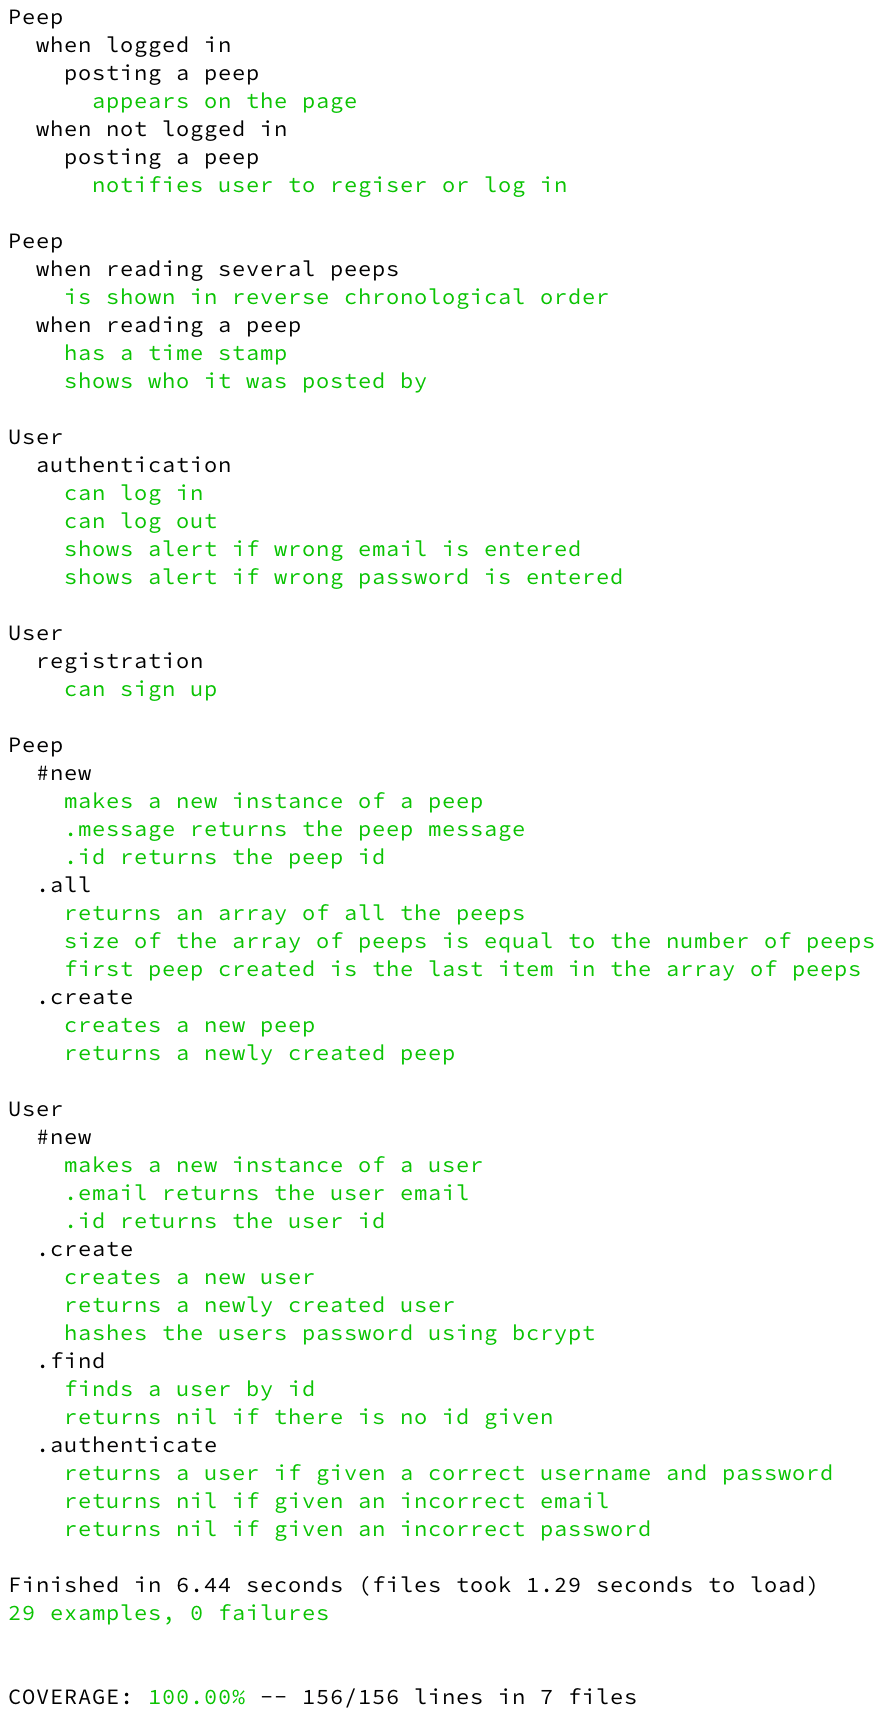 Peep
  when logged in
    posting a peep
      appears on the page
  when not logged in
    posting a peep
      notifies user to regiser or log in

Peep
  when reading several peeps
    is shown in reverse chronological order
  when reading a peep
    has a time stamp
    shows who it was posted by

User
  authentication
    can log in
    can log out
    shows alert if wrong email is entered
    shows alert if wrong password is entered

User
  registration
    can sign up

Peep
  #new
    makes a new instance of a peep
    .message returns the peep message
    .id returns the peep id
  .all
    returns an array of all the peeps
    size of the array of peeps is equal to the number of peeps
    first peep created is the last item in the array of peeps
  .create
    creates a new peep
    returns a newly created peep

User
  #new
    makes a new instance of a user
    .email returns the user email
    .id returns the user id
  .create
    creates a new user
    returns a newly created user
    hashes the users password using bcrypt
  .find
    finds a user by id
    returns nil if there is no id given
  .authenticate
    returns a user if given a correct username and password
    returns nil if given an incorrect email
    returns nil if given an incorrect password

Finished in 6.44 seconds (files took 1.29 seconds to load)
29 examples, 0 failures

COVERAGE: 100.00% -- 156/156 lines in 7 files